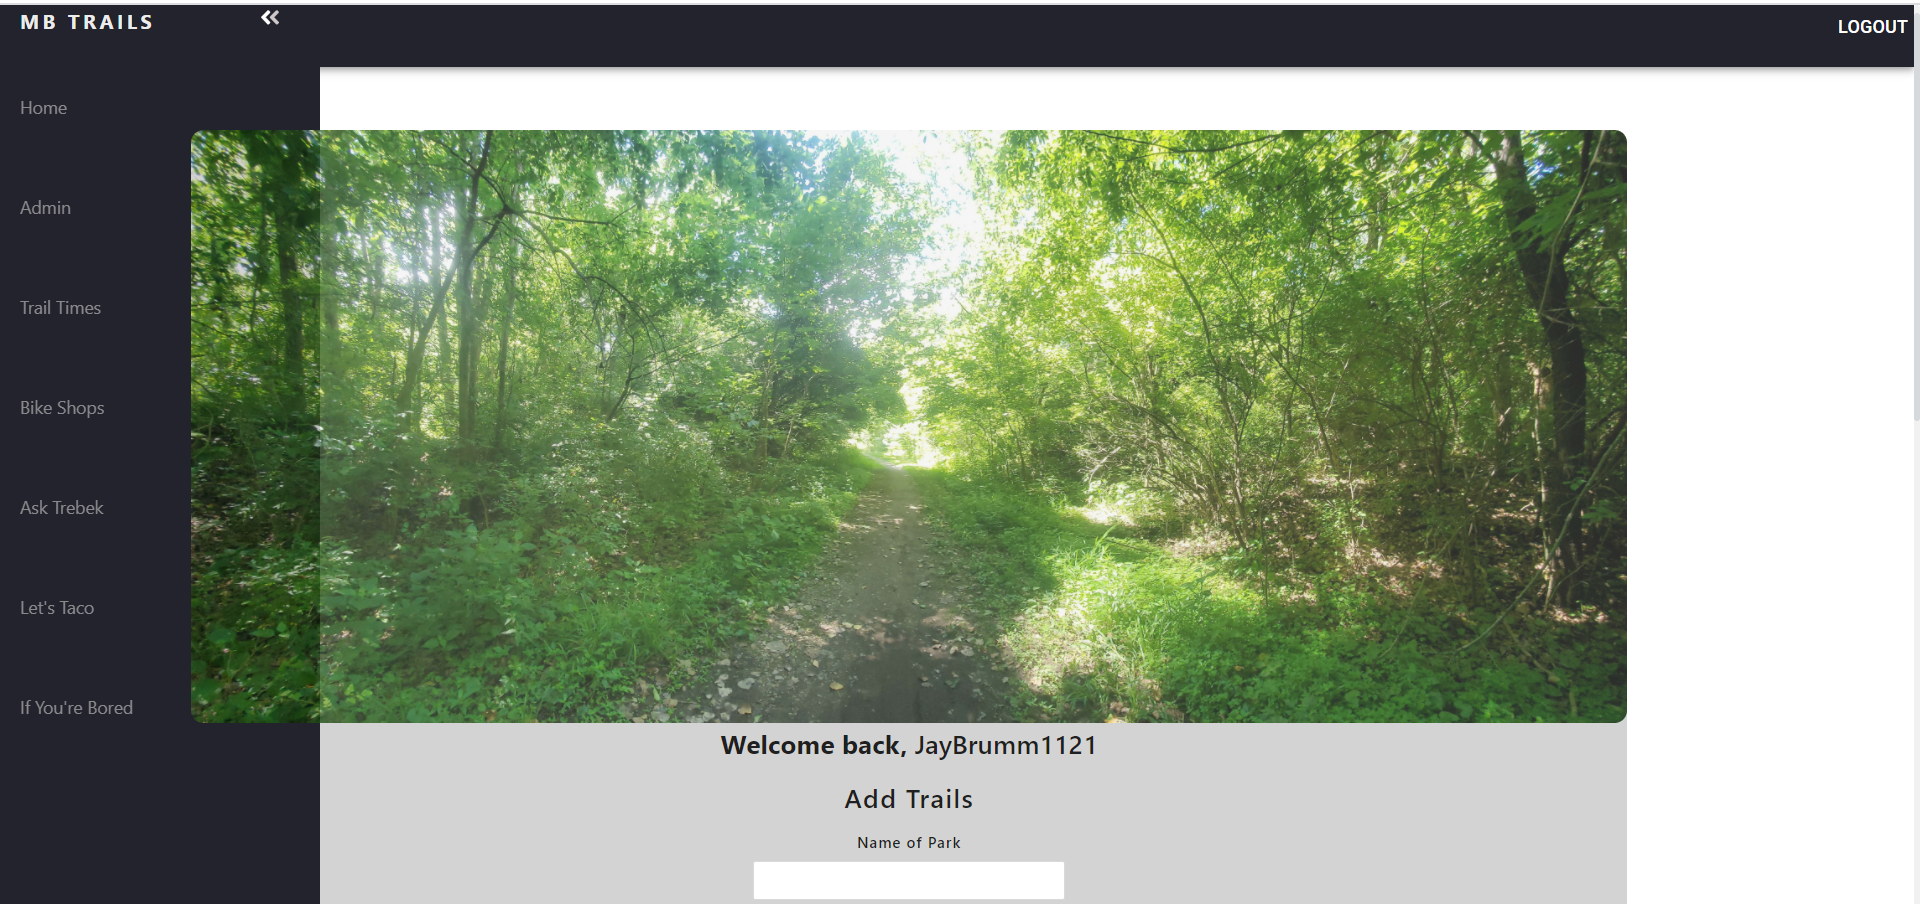 MB TRAILS
LOGOUT
Home
Admin
Trail Times
Bike Shops
Ask Trebek
Let's Taco
If You're Bored
Welcome back, JayBrumm1121
Add Trails
Name of Park